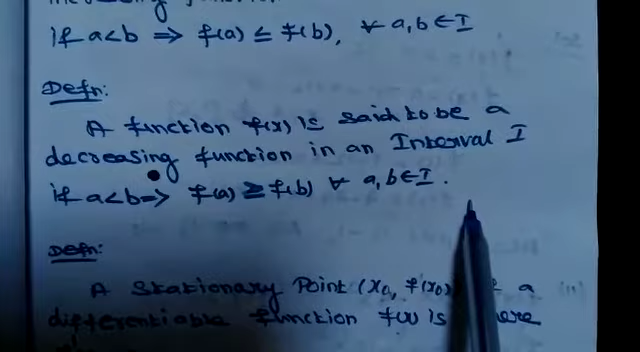 If a<b ⇒ f(a) ≤ f(b), ∀ a,b∈I
Defn:
A function f(x) is said to be a
decreasing function in an Interval I
if a<b ⇒ f(a) ≥ f(b) ∀ a,b∈I.
Defn:
A Stationary Point (x₀, f(x₀) a
differentiable function f(x) is